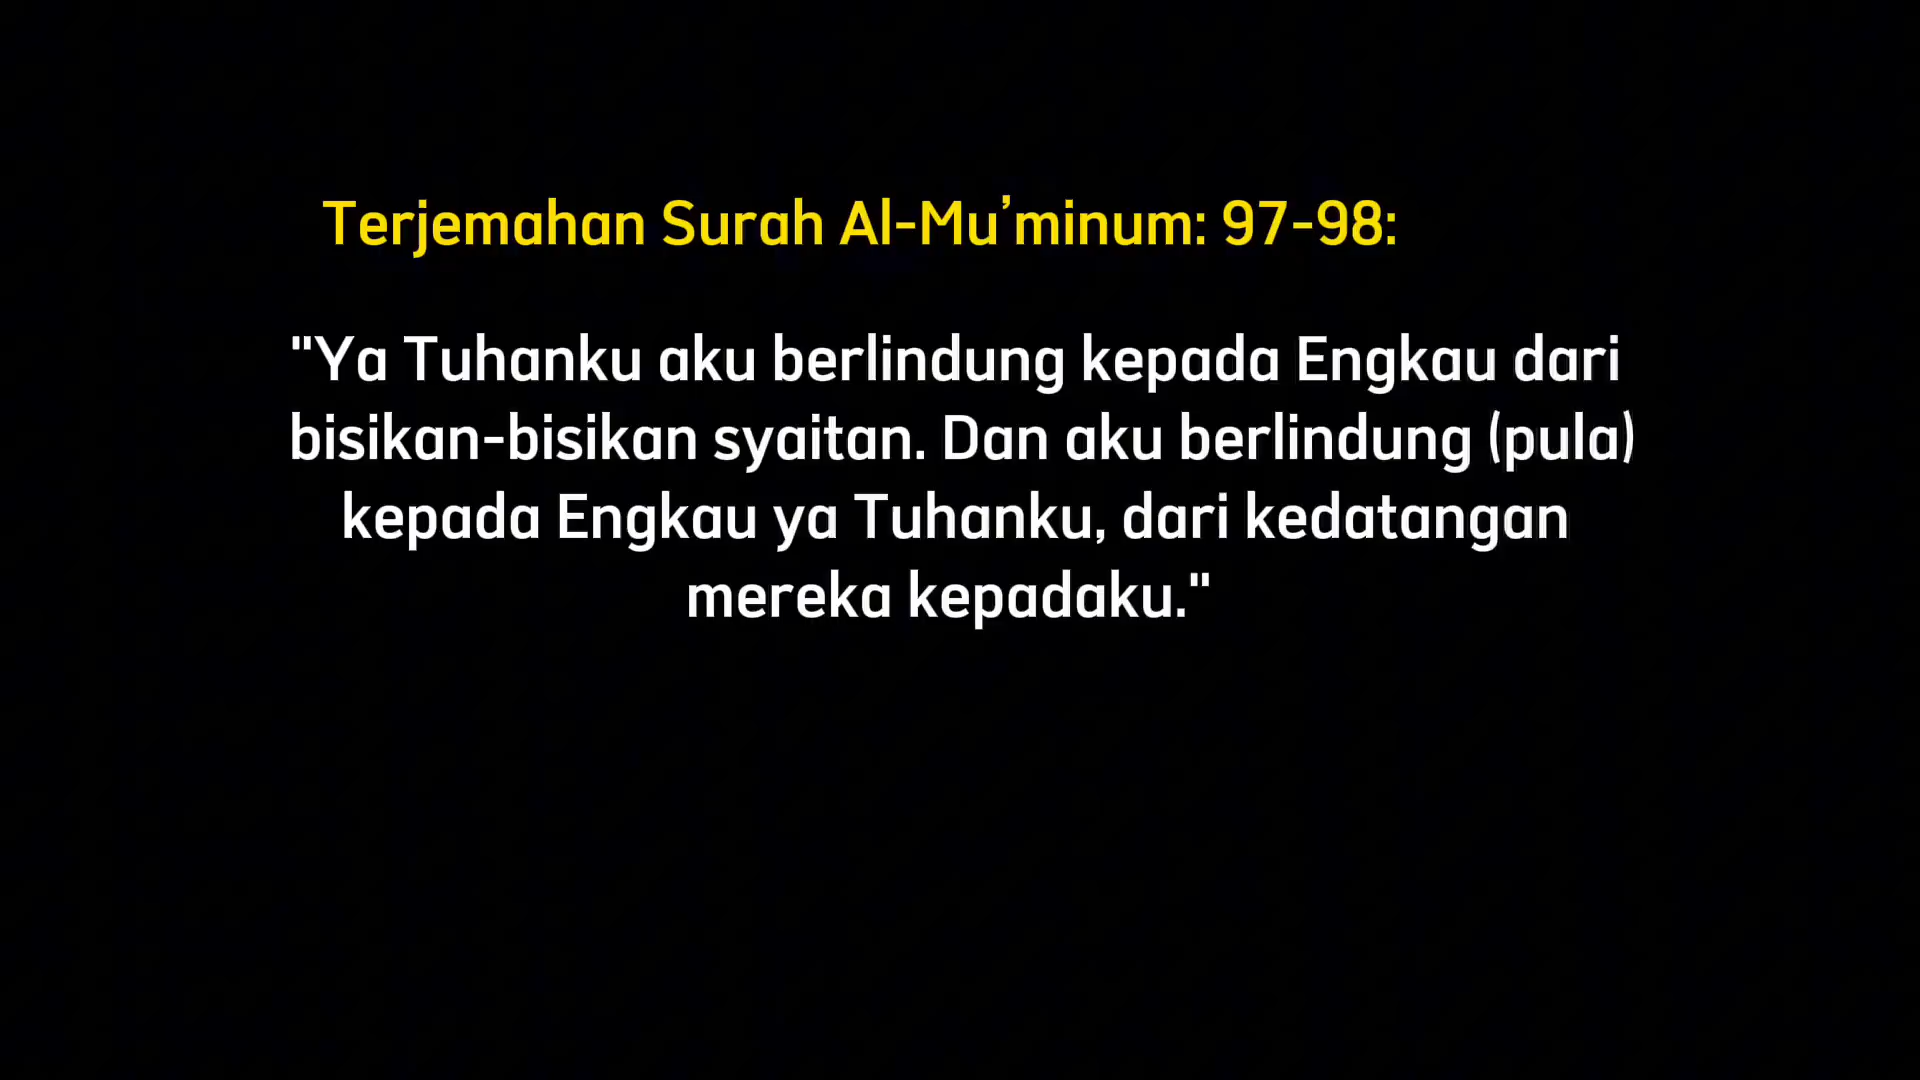 Terjemahan Surah Al-Mu’minum: 97-98:
"Ya Tuhanku aku berlindung kepada Engkau dari
bisikan-bisikan syaitan. Dan aku berlindung (pula)
kepada Engkau ya Tuhanku, dari kedatangan
mereka kepadaku."